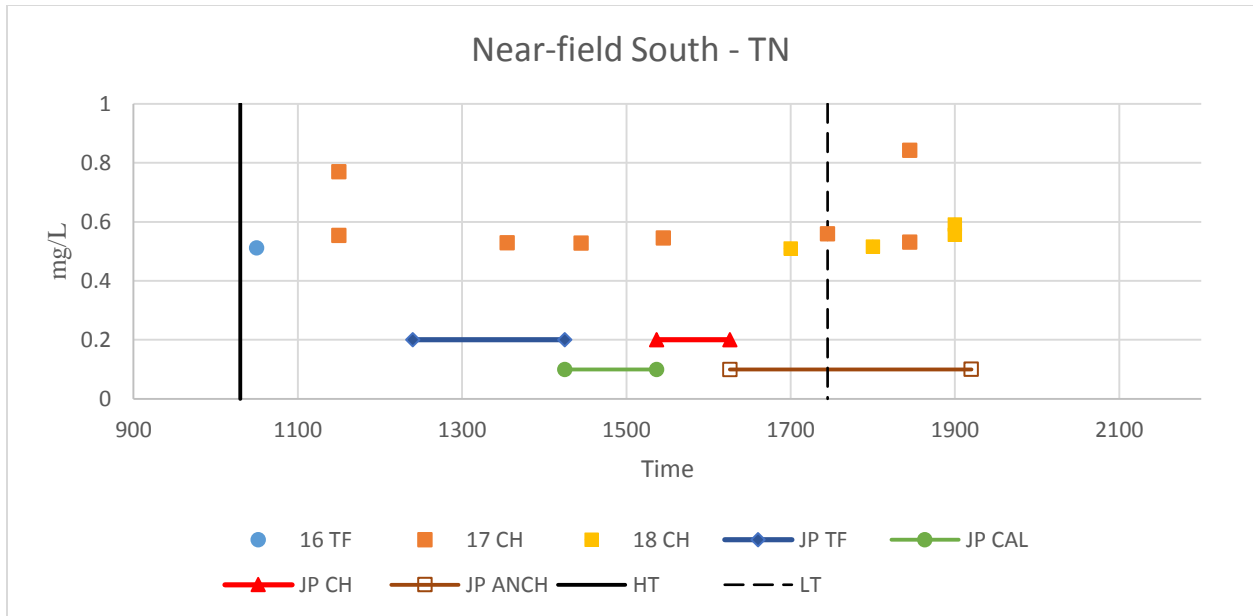 Near-field South - TN
1
0.8
0.6
0.4
0.2
0
mg/L
900 1100 1300 1500 1700 1900 2100
Time
16 TF 17 CH 18 CH JP TF JP CAL
JP CH JP ANCH HT LT